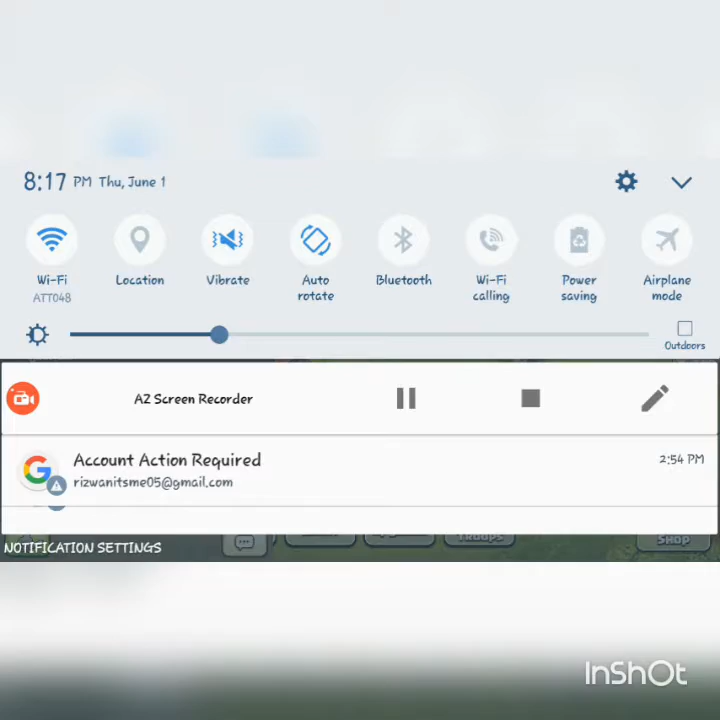 8:17 PM Thu, June 1
Wi-Fi
ATT048
Location
Vibrate
Auto
rotate
Bluetooth
Wi-Fi
calling
Power
saving
Airplane
mode
Outdoors
AZ Screen Recorder
Account Action Required
2:54 PM
rizwanitsme05@gmail.com
NOTIFICATION SETTINGS
TROOPS
SHOP
InShOt